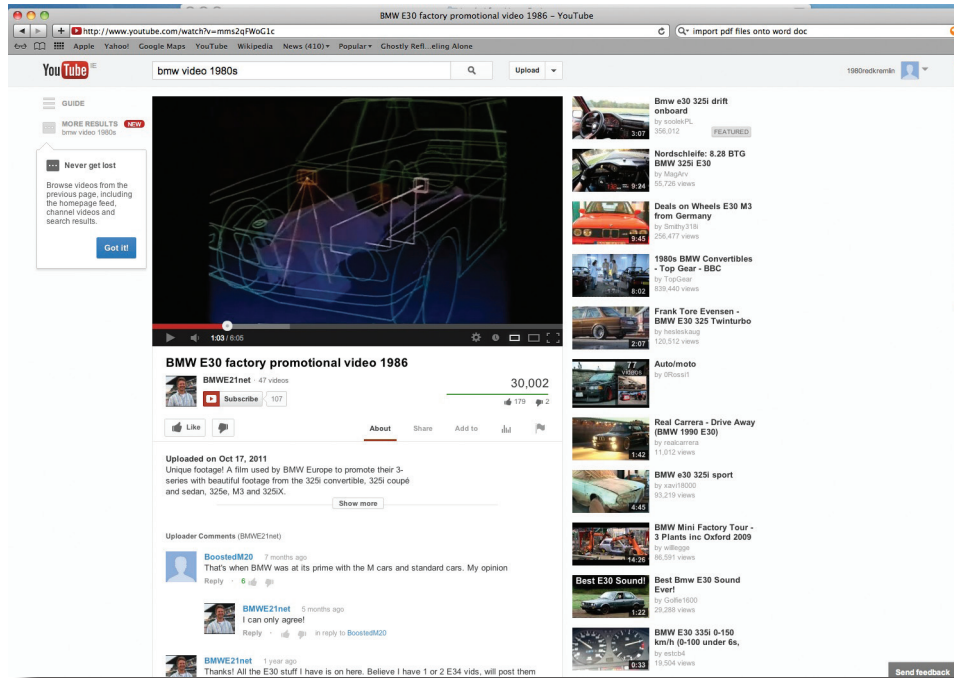 BMW E30 factory promotional video 1986 – YouTube
http://www.youtube.com/watch?v=mms2qFWoG1c
import pdf files onto word doc
Apple Yahoo! Google Maps YouTube Wikipedia News (410) Popular Ghostly Refl...eling Alone
YouTube IE
bmw video 1980s
Upload
1980redkremlin
GUIDE
MORE RESULTS NEW
bmw video 1980s
Never get lost
Browse videos from the
previous page, including
the homepage feed,
channel videos and
search results.
Got it!
1:03 / 6:05
BMW E30 factory promotional video 1986
BMWE21net · 47 videos
Subscribe 107
30,002
179 2
Like
About Share Add to
Uploaded on Oct 17, 2011
Unique footage! A film used by BMW Europe to promote their 3-
series with beautiful footage from the 325i convertible, 325i coupé
and sedan, 325e, M3 and 325iX.
Show more
Uploader Comments (BMWE21net)
BoostedM20 7 months ago
That's when BMW was at its prime with the M cars and standard cars. My opinion
Reply · 6
BMWE21net 5 months ago
I can only agree!
Reply · in reply to BoostedM20
BMWE21net 1 year ago
Thanks! All the E30 stuff I have is on here. Believe I have 1 or 2 E34 vids, will post them
3:07
Bmw e30 325i drift
onboard
by soolekPL
356,012 FEATURED
9:24
Nordschleife: 8.28 BTG
BMW 325i E30
by MagArv
55,726 views
9:45
Deals on Wheels E30 M3
from Germany
by Smithy318i
256,477 views
8:02
1980s BMW Convertibles
- Top Gear - BBC
by TopGear
839,440 views
2:07
Frank Tore Evensen -
BMW E30 325 Twinturbo
by hesleskaug
120,512 views
77
videos
Auto/moto
by 0Rossi1
1:42
Real Carrera - Drive Away
(BMW 1990 E30)
by realcarrera
11,012 views
4:45
BMW e30 325i sport
by xavi18000
93,219 views
14:26
BMW Mini Factory Tour -
3 Plants inc Oxford 2009
by willegge
86,591 views
Best E30 Sound!
1:22
Best Bmw E30 Sound
Ever!
by Golfie1600
29,288 views
0:33
BMW E30 335i 0-150
km/h (0-100 under 6s,
by estcb4
19,504 views
Send feedback